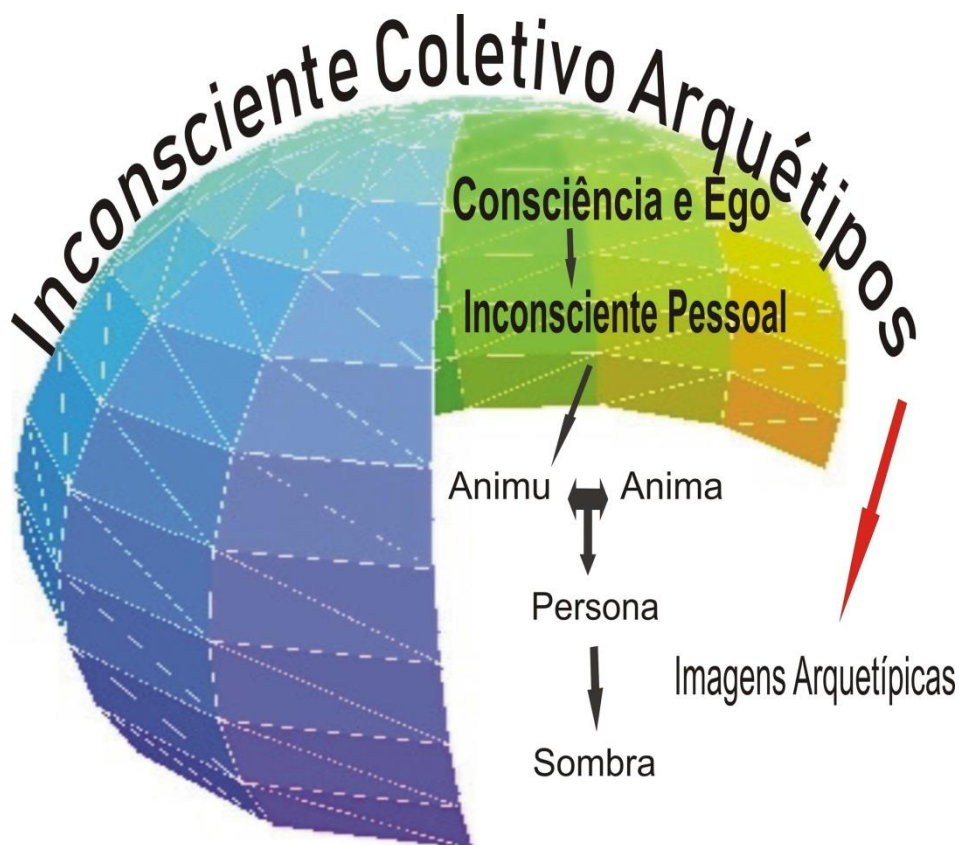 Inconsciente Coletivo Arquétipos
Consciência e Ego
Inconsciente Pessoal
Animu Anima
Persona
Imagens Arquetípicas
Sombra